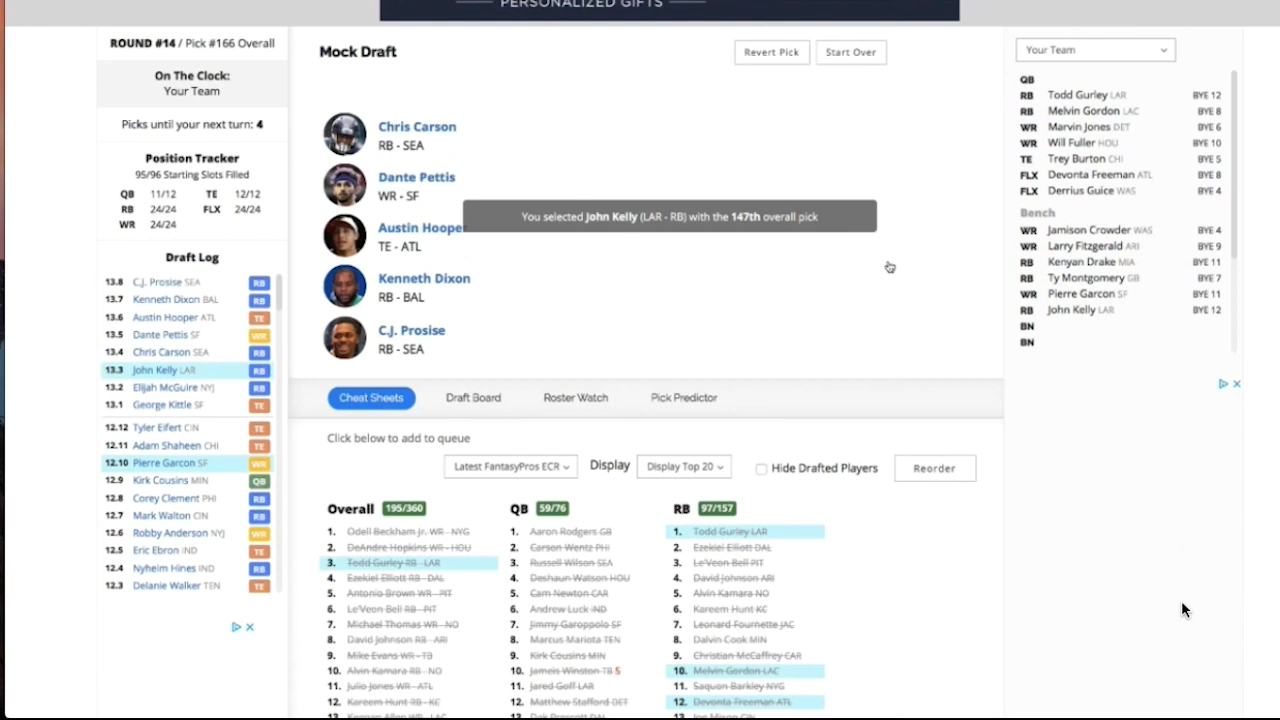 PERSONALIZED GIFTS
ROUND #14 / Pick #166 Overall
On The Clock:
Your Team
Picks until your next turn: 4
Position Tracker
95/96 Starting Slots Filled
QB 11/12 TE 12/12
RB 24/24 FLX 24/24
WR 24/24
Draft Log
13.8 C.J. Prosise SEA RB
13.7 Kenneth Dixon BAL RB
13.6 Austin Hooper ATL TE
13.5 Dante Pettis SF WR
13.4 Chris Carson SEA RB
13.3 John Kelly LAR RB
13.2 Elijah McGuire NYJ RB
13.1 George Kittle SF TE
12.12 Tyler Eifert CIN TE
12.11 Adam Shaheen CHI TE
12.10 Pierre Garcon SF WR
12.9 Kirk Cousins MIN QB
12.8 Corey Clement PHI RB
12.7 Mark Walton CIN RB
12.6 Robby Anderson NYJ WR
12.5 Eric Ebron IND TE
12.4 Nyheim Hines IND RB
12.3 Delanie Walker TEN TE
Mock Draft
Revert Pick Start Over
Chris Carson
RB - SEA
Dante Pettis
WR - SF
You selected John Kelly (LAR - RB) with the 147th overall pick
Austin Hooper
TE - ATL
Kenneth Dixon
RB - BAL
C.J. Prosise
RB - SEA
Cheat Sheets Draft Board Roster Watch Pick Predictor
Click below to add to queue
Latest FantasyPros ECR Display Display Top 20 Hide Drafted Players Reorder
Overall 195/360
1. Odell Beckham Jr. WR - NYG
2. DeAndre Hopkins WR - HOU
3. Todd Gurley RB - LAR
4. Ezekiel Elliott RB - DAL
5. Antonio Brown WR - PIT
6. Le'Veon Bell RB - PIT
7. Michael Thomas WR - NO
8. David Johnson RB - ARI
9. Mike Evans WR - TB
10. Alvin Kamara RB - NO
11. Julio Jones WR - ATL
12. Kareem Hunt RB - KC
13. Keenan Allen WR - LAC
QB 59/76
1. Aaron Rodgers GB
2. Carson Wentz PHI
3. Russell Wilson SEA
4. Deshaun Watson HOU
5. Cam Newton CAR
6. Andrew Luck IND
7. Jimmy Garoppolo SF
8. Marcus Mariota TEN
9. Kirk Cousins MIN
10. Jameis Winston TB S
11. Jared Goff LAR
12. Matthew Stafford DET
13. Dak Prescott DAL
RB 97/157
1. Todd Gurley LAR
2. Ezekiel Elliott DAL
3. Le'Veon Bell PIT
4. David Johnson ARI
5. Alvin Kamara NO
6. Kareem Hunt KC
7. Leonard Fournette JAC
8. Dalvin Cook MIN
9. Christian McCaffrey CAR
10. Melvin Gordon LAC
11. Saquon Barkley NYG
12. Devonta Freeman ATL
13. Joe Mixon CIN
Your Team
QB
RB Todd Gurley LAR BYE 12
RB Melvin Gordon LAC BYE 8
WR Marvin Jones DET BYE 6
WR Will Fuller HOU BYE 10
TE Trey Burton CHI BYE 5
FLX Devonta Freeman ATL BYE 8
FLX Derrius Guice WAS BYE 4
Bench
WR Jamison Crowder WAS BYE 4
WR Larry Fitzgerald ARI BYE 9
RB Kenyan Drake MIA BYE 11
RB Ty Montgomery GB BYE 7
WR Pierre Garcon SF BYE 11
RB John Kelly LAR BYE 12
BN
BN